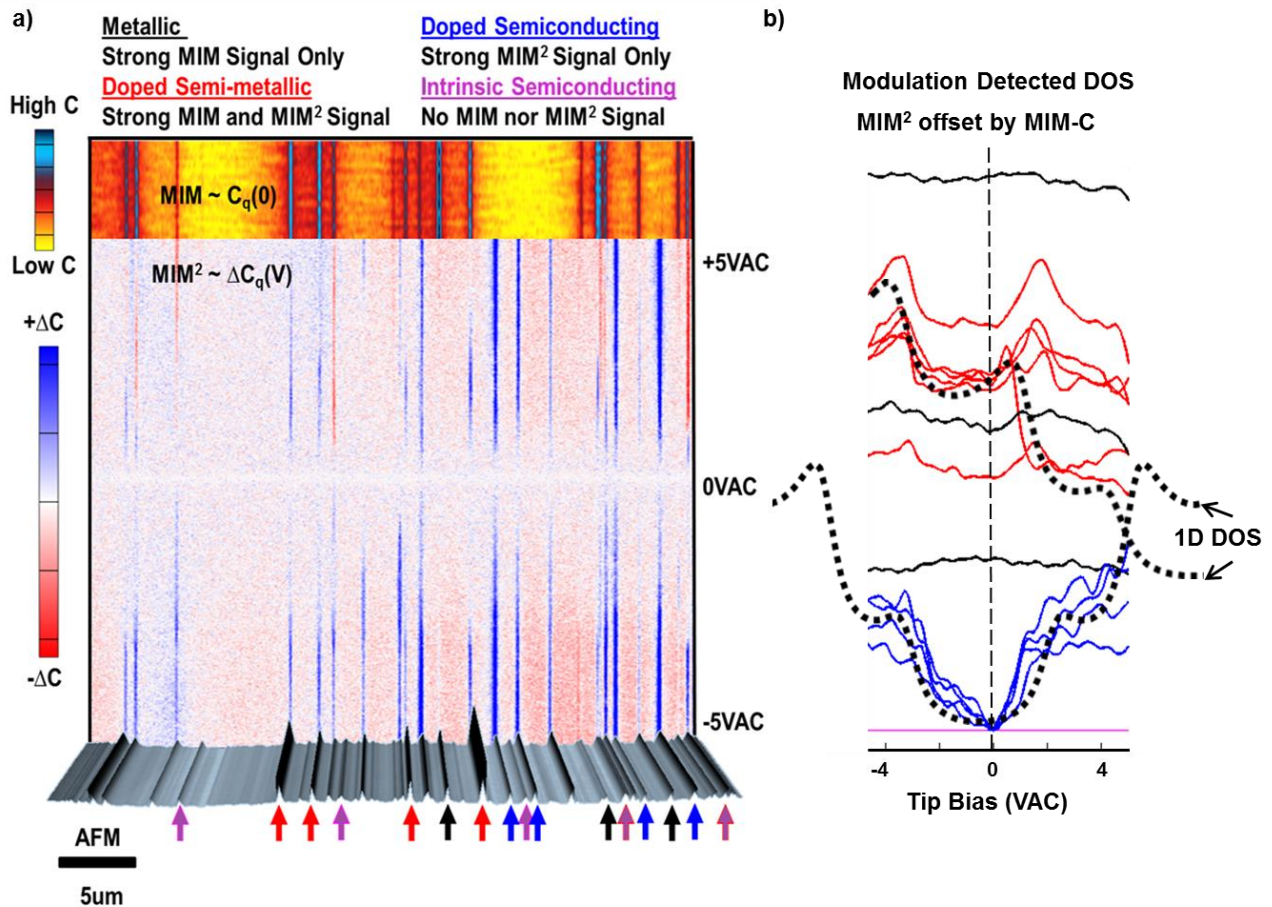 a)
Metallic
Strong MIM Signal Only
Doped Semi-metallic
Strong MIM and MIM² Signal
Doped Semiconducting
Strong MIM² Signal Only
Intrinsic Semiconducting
No MIM nor MIM² Signal
High C
Low C
MIM ~ Cq(0)
MIM² ~ ΔCq(V)
+ΔC
-ΔC
+5VAC
0VAC
-5VAC
AFM
5um
b)
Modulation Detected DOS
MIM² offset by MIM-C
1D DOS
-4
0
4
Tip Bias (VAC)